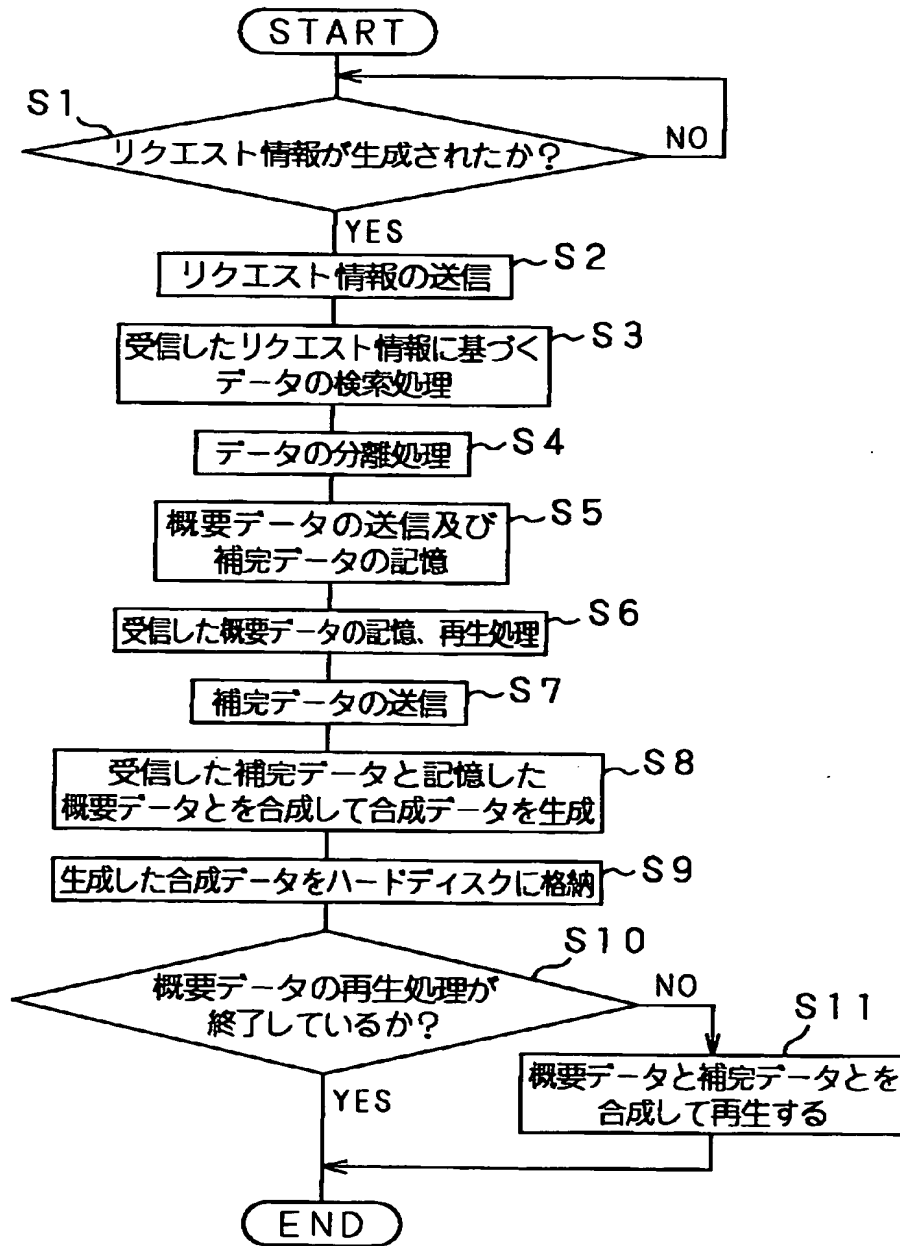 START
S1
リクエスト情報が生成されたか?
NO
YES
リクエスト情報の送信
S2
受信したリクエスト情報に基づく
データの検索処理
S3
データの分離処理
S4
概要データの送信及び
補完データの記憶
S5
受信した概要データの記憶、再生処理
S6
補完データの送信
S7
受信した補完データと記憶した
概要データとを合成して合成データを生成
S8
生成した合成データをハードディスクに格納
S9
S10
概要データの再生処理が
終了しているか?
NO
YES
S11
概要データと補完データとを
合成して再生する
END